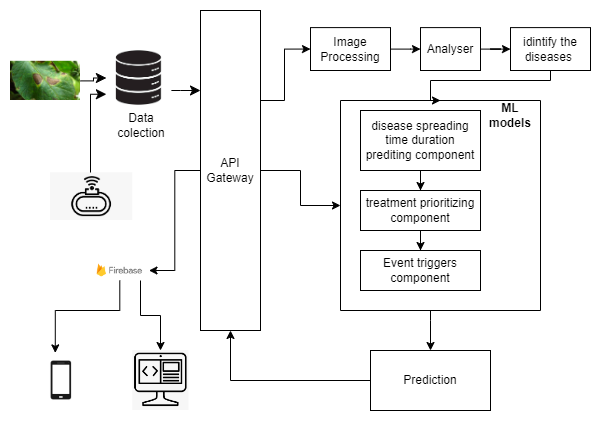 Image
Processing
Analyser
idintify the
diseases
Data
colection
API
Gateway
ML
models
disease spreading
time duration
prediting component
treatment prioritizing
component
Event triggers
component
Firebase
Prediction